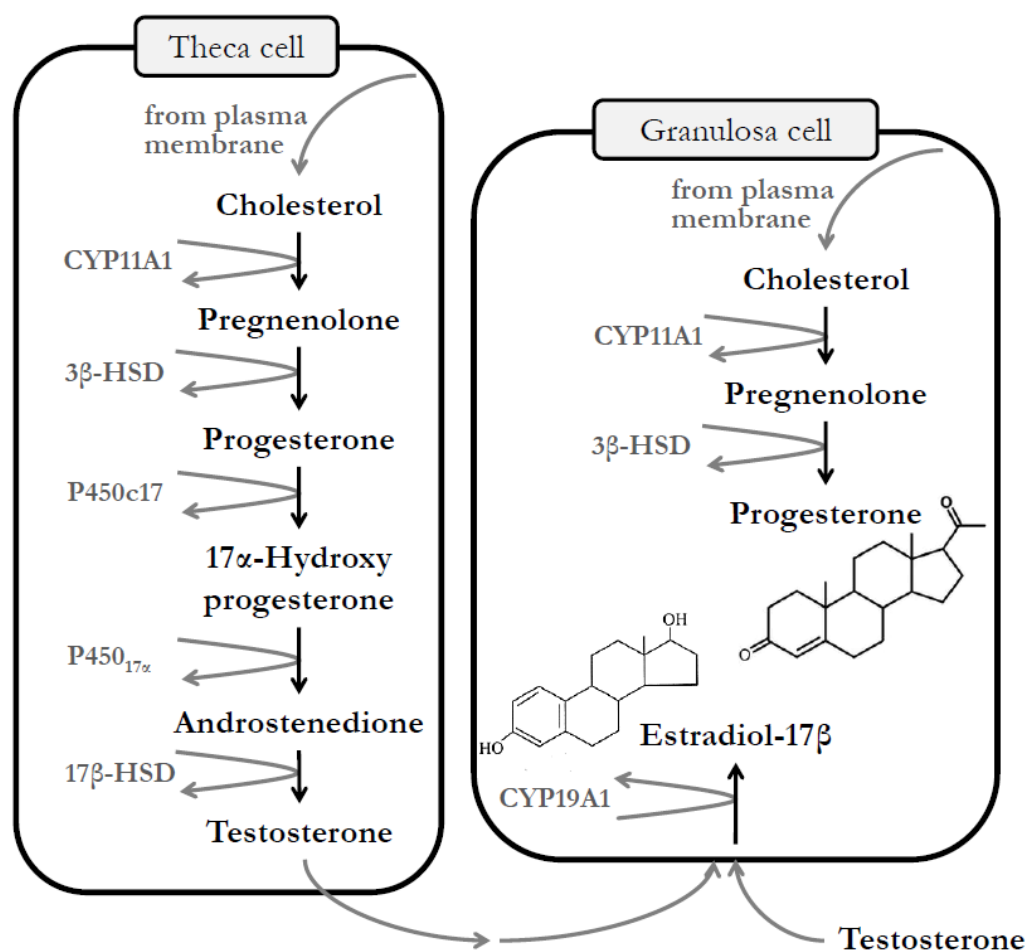 Theca cell
from plasma
membrane
Cholesterol
CYP11A1
Pregnenolone
3β-HSD
Progesterone
P450c17
17α-Hydroxy
progesterone
P450₁₇α
Androstenedione
17β-HSD
Testosterone
Granulosa cell
from plasma
membrane
Cholesterol
CYP11A1
Pregnenolone
3β-HSD
Progesterone
O
O
OH
HO
Estradiol-17β
CYP19A1
Testosterone